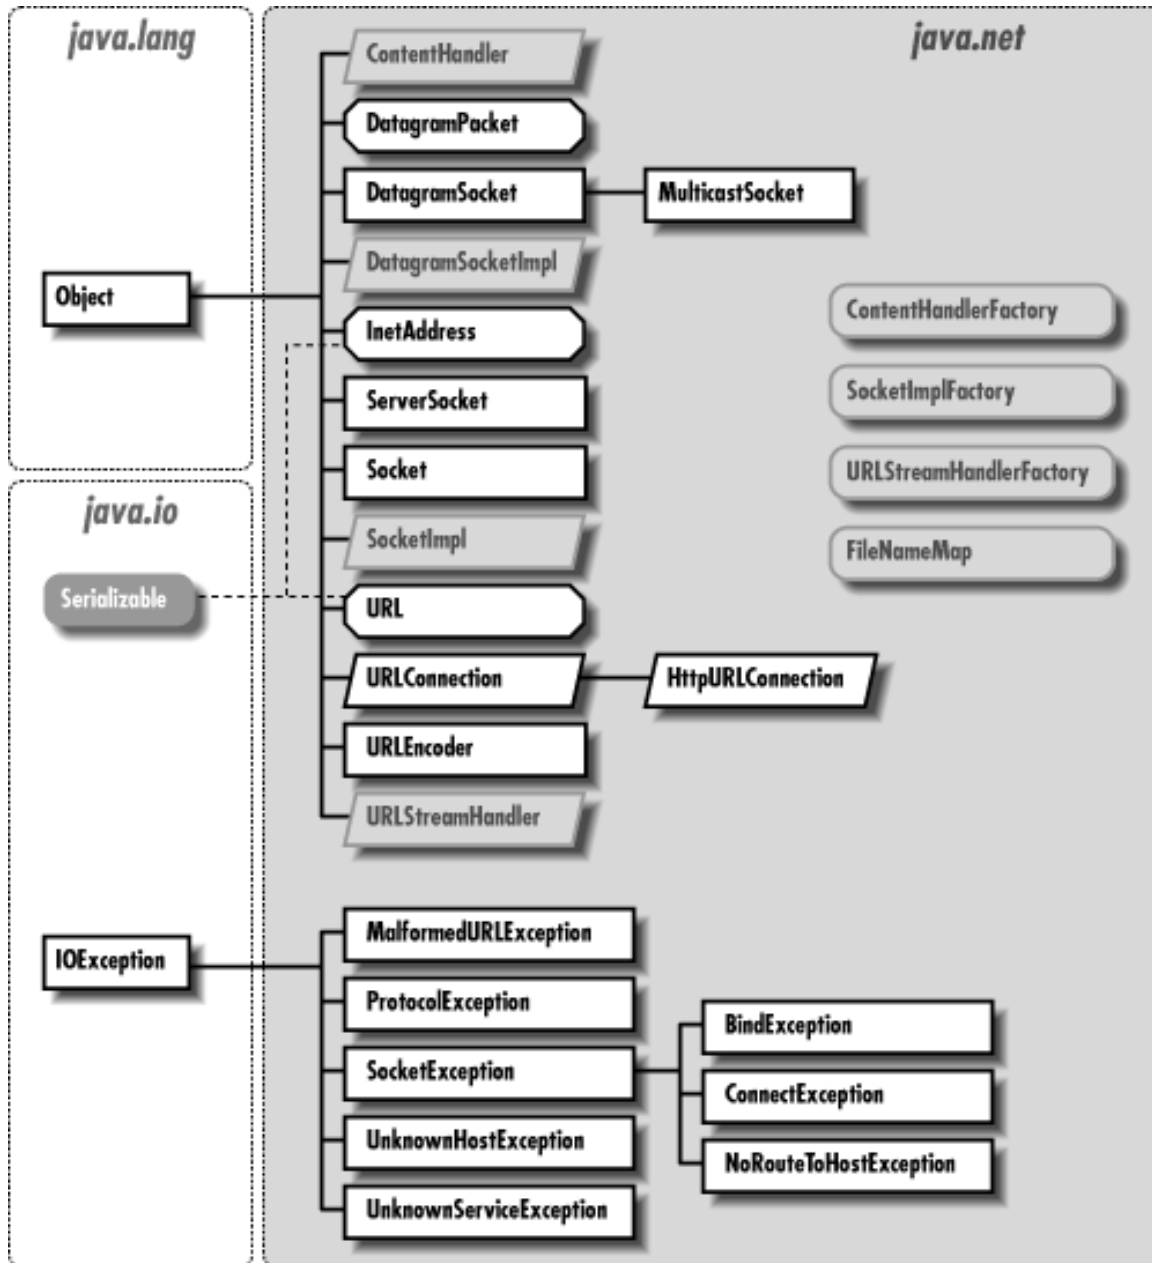 java.lang
java.net
ContentHandler
DatagramPacket
DatagramSocket
MulticastSocket
DatagramSocketImpl
Object
InetAddress
ContentHandlerFactory
ServerSocket
SocketImplFactory
Socket
URLStreamHandlerFactory
java.io
SocketImpl
FileNameMap
Serializable
URL
URLConnection
HttpURLConnection
URLEncoder
URLStreamHandler
IOException
MalformedURLException
ProtocolException
BindException
SocketException
ConnectException
UnknownHostException
NoRouteToHostException
UnknownServiceException